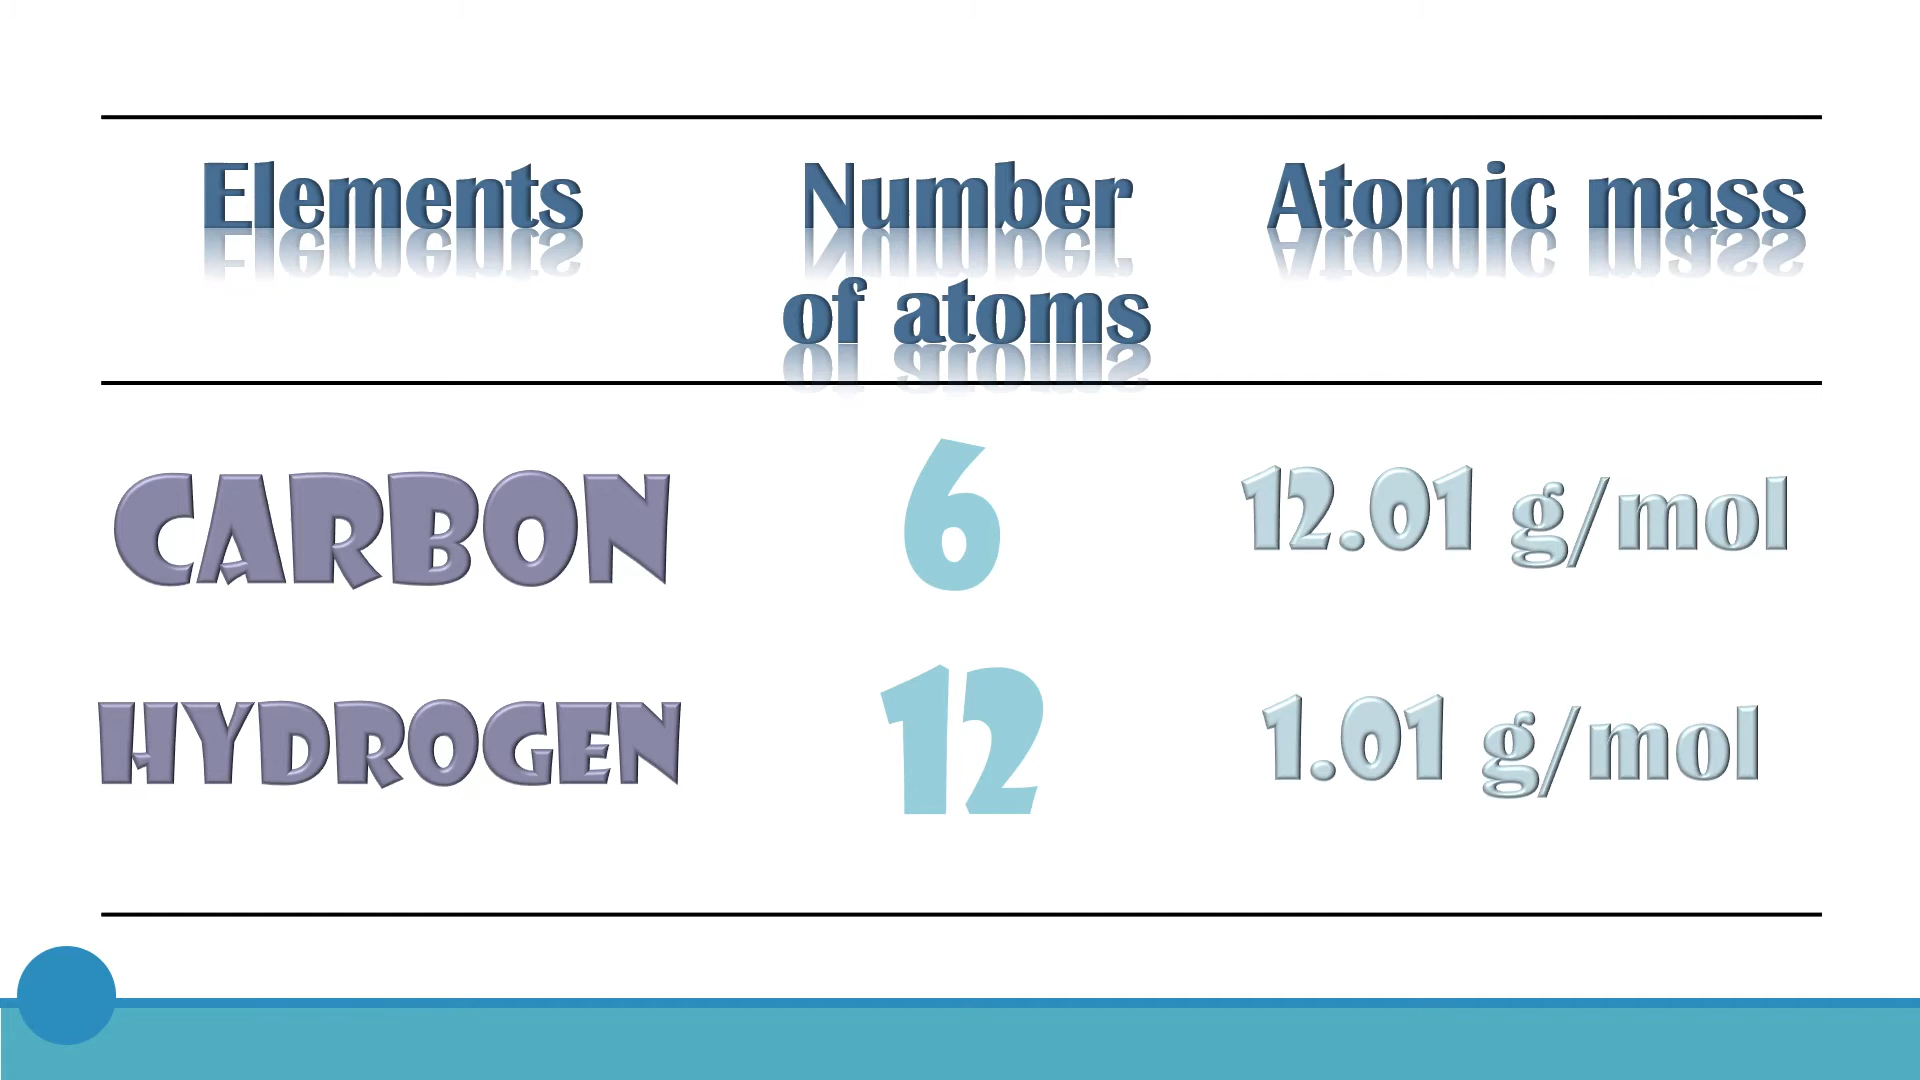 Elements
Number
of atoms
Atomic mass
CARBON
6
12.01 g/mol
HYDROGEN
12
1.01 g/mol